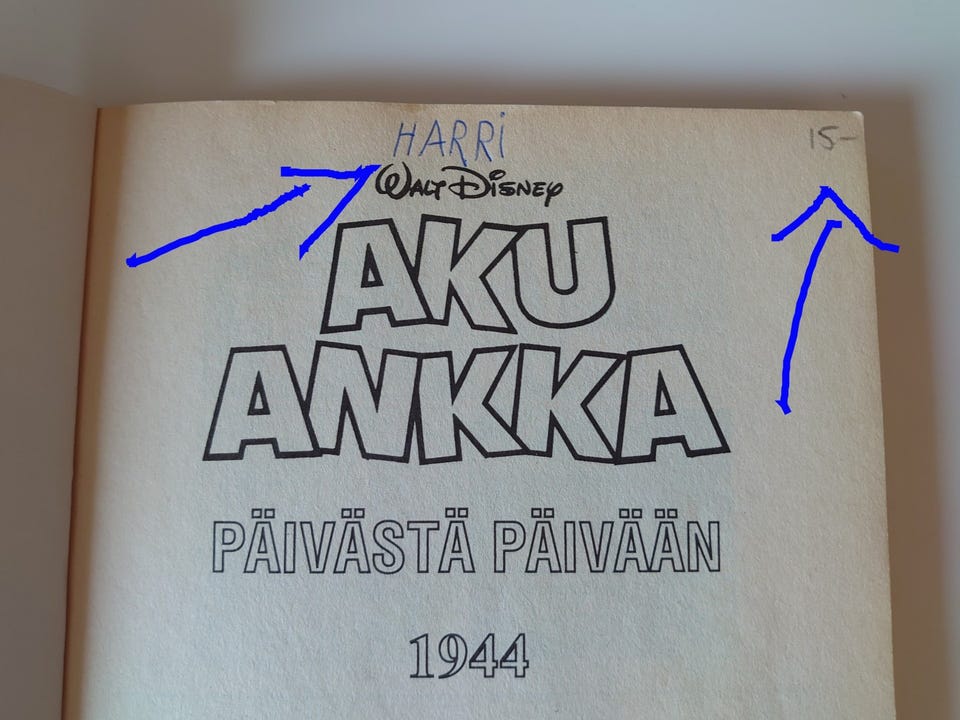 HARRi
15-
WALT DiSNEY
AKU
ANKKA
PÄIVÄSTÄ PÄIVÄÄN
1944